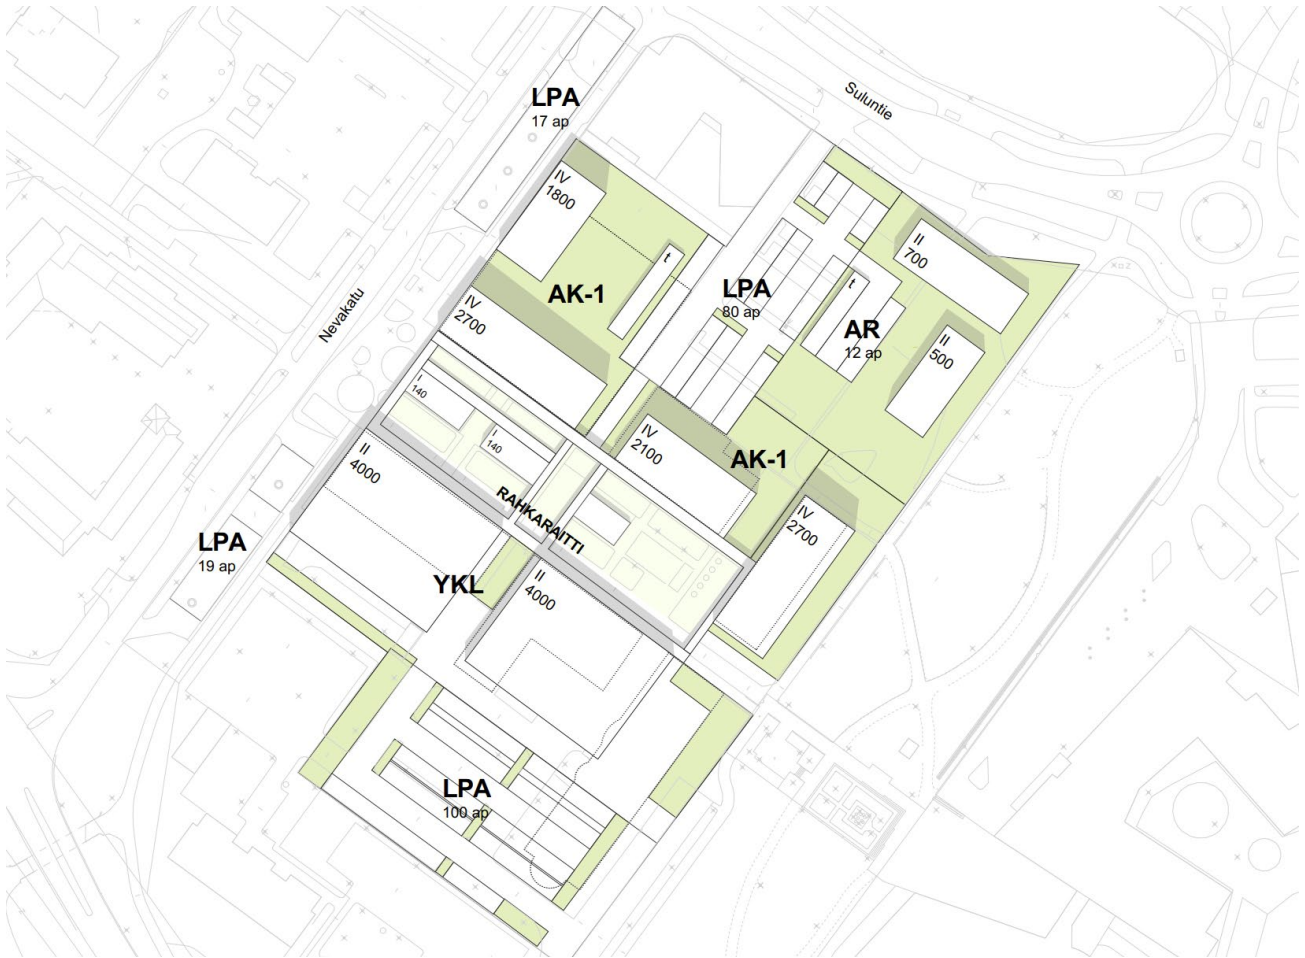 Suluntie
LPA
17 ap
IV
1800
t
AK-1
IV
2700
Nevakatu
LPA
80 ap
t
AR
12 ap
II
700
II
500
I
140
I
140
IV
2100
AK-1
IV
2700
II
4000
RAHKARAITTI
LPA
19 ap
YKL
II
4000
LPA
100 ap